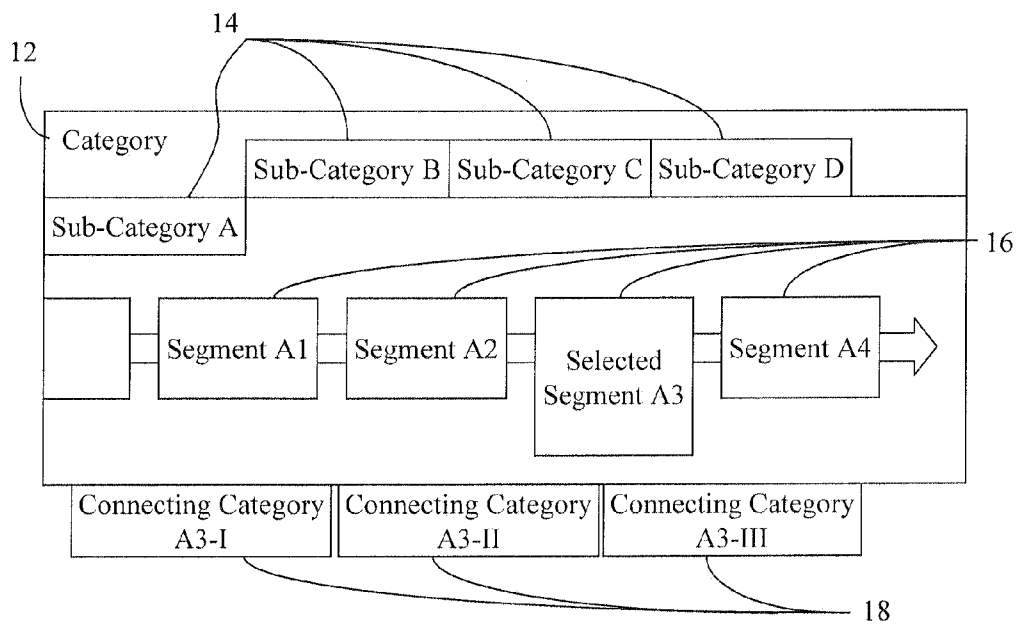 14
12
Category
Sub-Category B
Sub-Category C
Sub-Category D
Sub-Category A
16
Segment A1
Segment A2
Selected
Segment A3
Segment A4
Connecting Category
A3-I
Connecting Category
A3-II
Connecting Category
A3-III
18